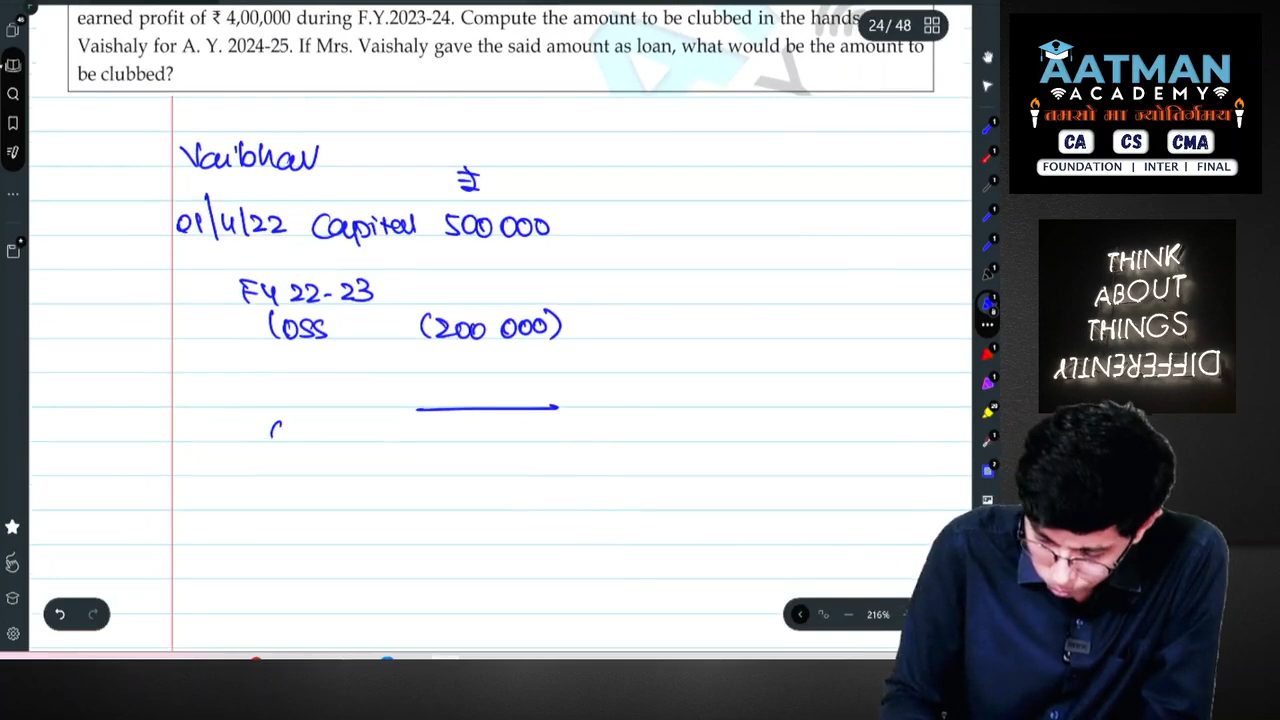 earned profit of ₹ 4,00,000 during F.Y.2023-24. Compute the amount to be clubbed in the hands
Vaishaly for A. Y. 2024-25. If Mrs. Vaishaly gave the said amount as loan, what would be the amount to
be clubbed?
24/48
Vaibhav
₹
01/4/22 Capital 500 000
FY 22-23
Loss (200 000)
216%
AATMAN
ACADEMY
तमसो मा ज्योतिर्गमय
CA CS CMA
FOUNDATION | INTER | FINAL
THINK
ABOUT
THINGS
DIFFERENTLY